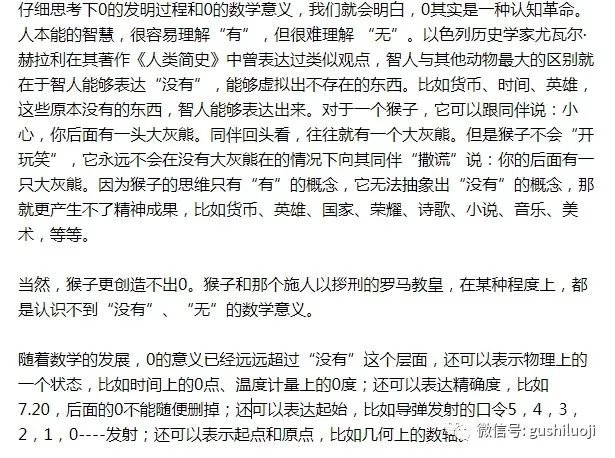 仔细思考下0的发明过程和0的数学意义，我们就会明白，0其实是一种认知革命。
人本能的智慧，很容易理解“有”，但很难理解 “无”。以色列历史学家尤瓦尔·
赫拉利在其著作《人类简史》中曾表达过类似观点，智人与其他动物最大的区别就
在于智人能够表达“没有”，能够虚拟出不存在的东西。比如货币、时间、英雄，
这些原本没有的东西，智人能够表达出来。对于一个猴子，它可以跟同伴说：小
心，你后面有一头大灰熊。同伴回头看，往往就有一个大灰熊。但是猴子不会“开
玩笑”，它永远不会在没有大灰熊在的情况下向其同伴“撒谎”说：你的后面有一
只大灰熊。因为猴子的思维只有“有”的概念，它无法抽象出“没有”的概念，那
就更产生不了精神成果，比如货币、英雄、国家、荣耀、诗歌、小说、音乐、美
术，等等。
当然，猴子更创造不出0。猴子和那个施人以拶刑的罗马教皇，在某种程度上，都
是认识不到“没有”、“无”的数学意义。
随着数学的发展，0的意义已经远远超过“没有”这个层面，还可以表示物理上的
一个状态，比如时间上的0点、温度计量上的0度；还可以表达精确度，比如
7.20，后面的0不能随便删掉；还可以表达起始，比如导弹发射的口令5，4，3，
2，1，0----发射；还可以表示起点和原点，比如几何上的数轴。
微信号: gushiluoji